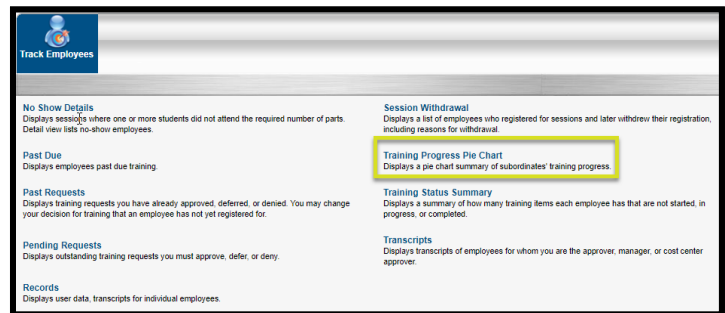 Track Employees
No Show Details
Displays sessions where one or more students did not attend the required number of parts.
Detail view lists no-show employees.
Past Due
Displays employees past due training.
Past Requests
Displays training requests you have already approved, deferred, or denied. You may change
your decision for training that an employee has not yet registered for.
Pending Requests
Displays outstanding training requests you must approve, defer, or deny.
Records
Displays user data, transcripts for individual employees.
Session Withdrawal
Displays a list of employees who registered for sessions and later withdrew their registration,
including reasons for withdrawal.
Training Progress Pie Chart
Displays a pie chart summary of subordinates' training progress.
Training Status Summary
Displays a summary of how many training items each employee has that are not started, in
progress, or completed.
Transcripts
Displays transcripts of employees for whom you are the approver, manager, or cost center
approver.